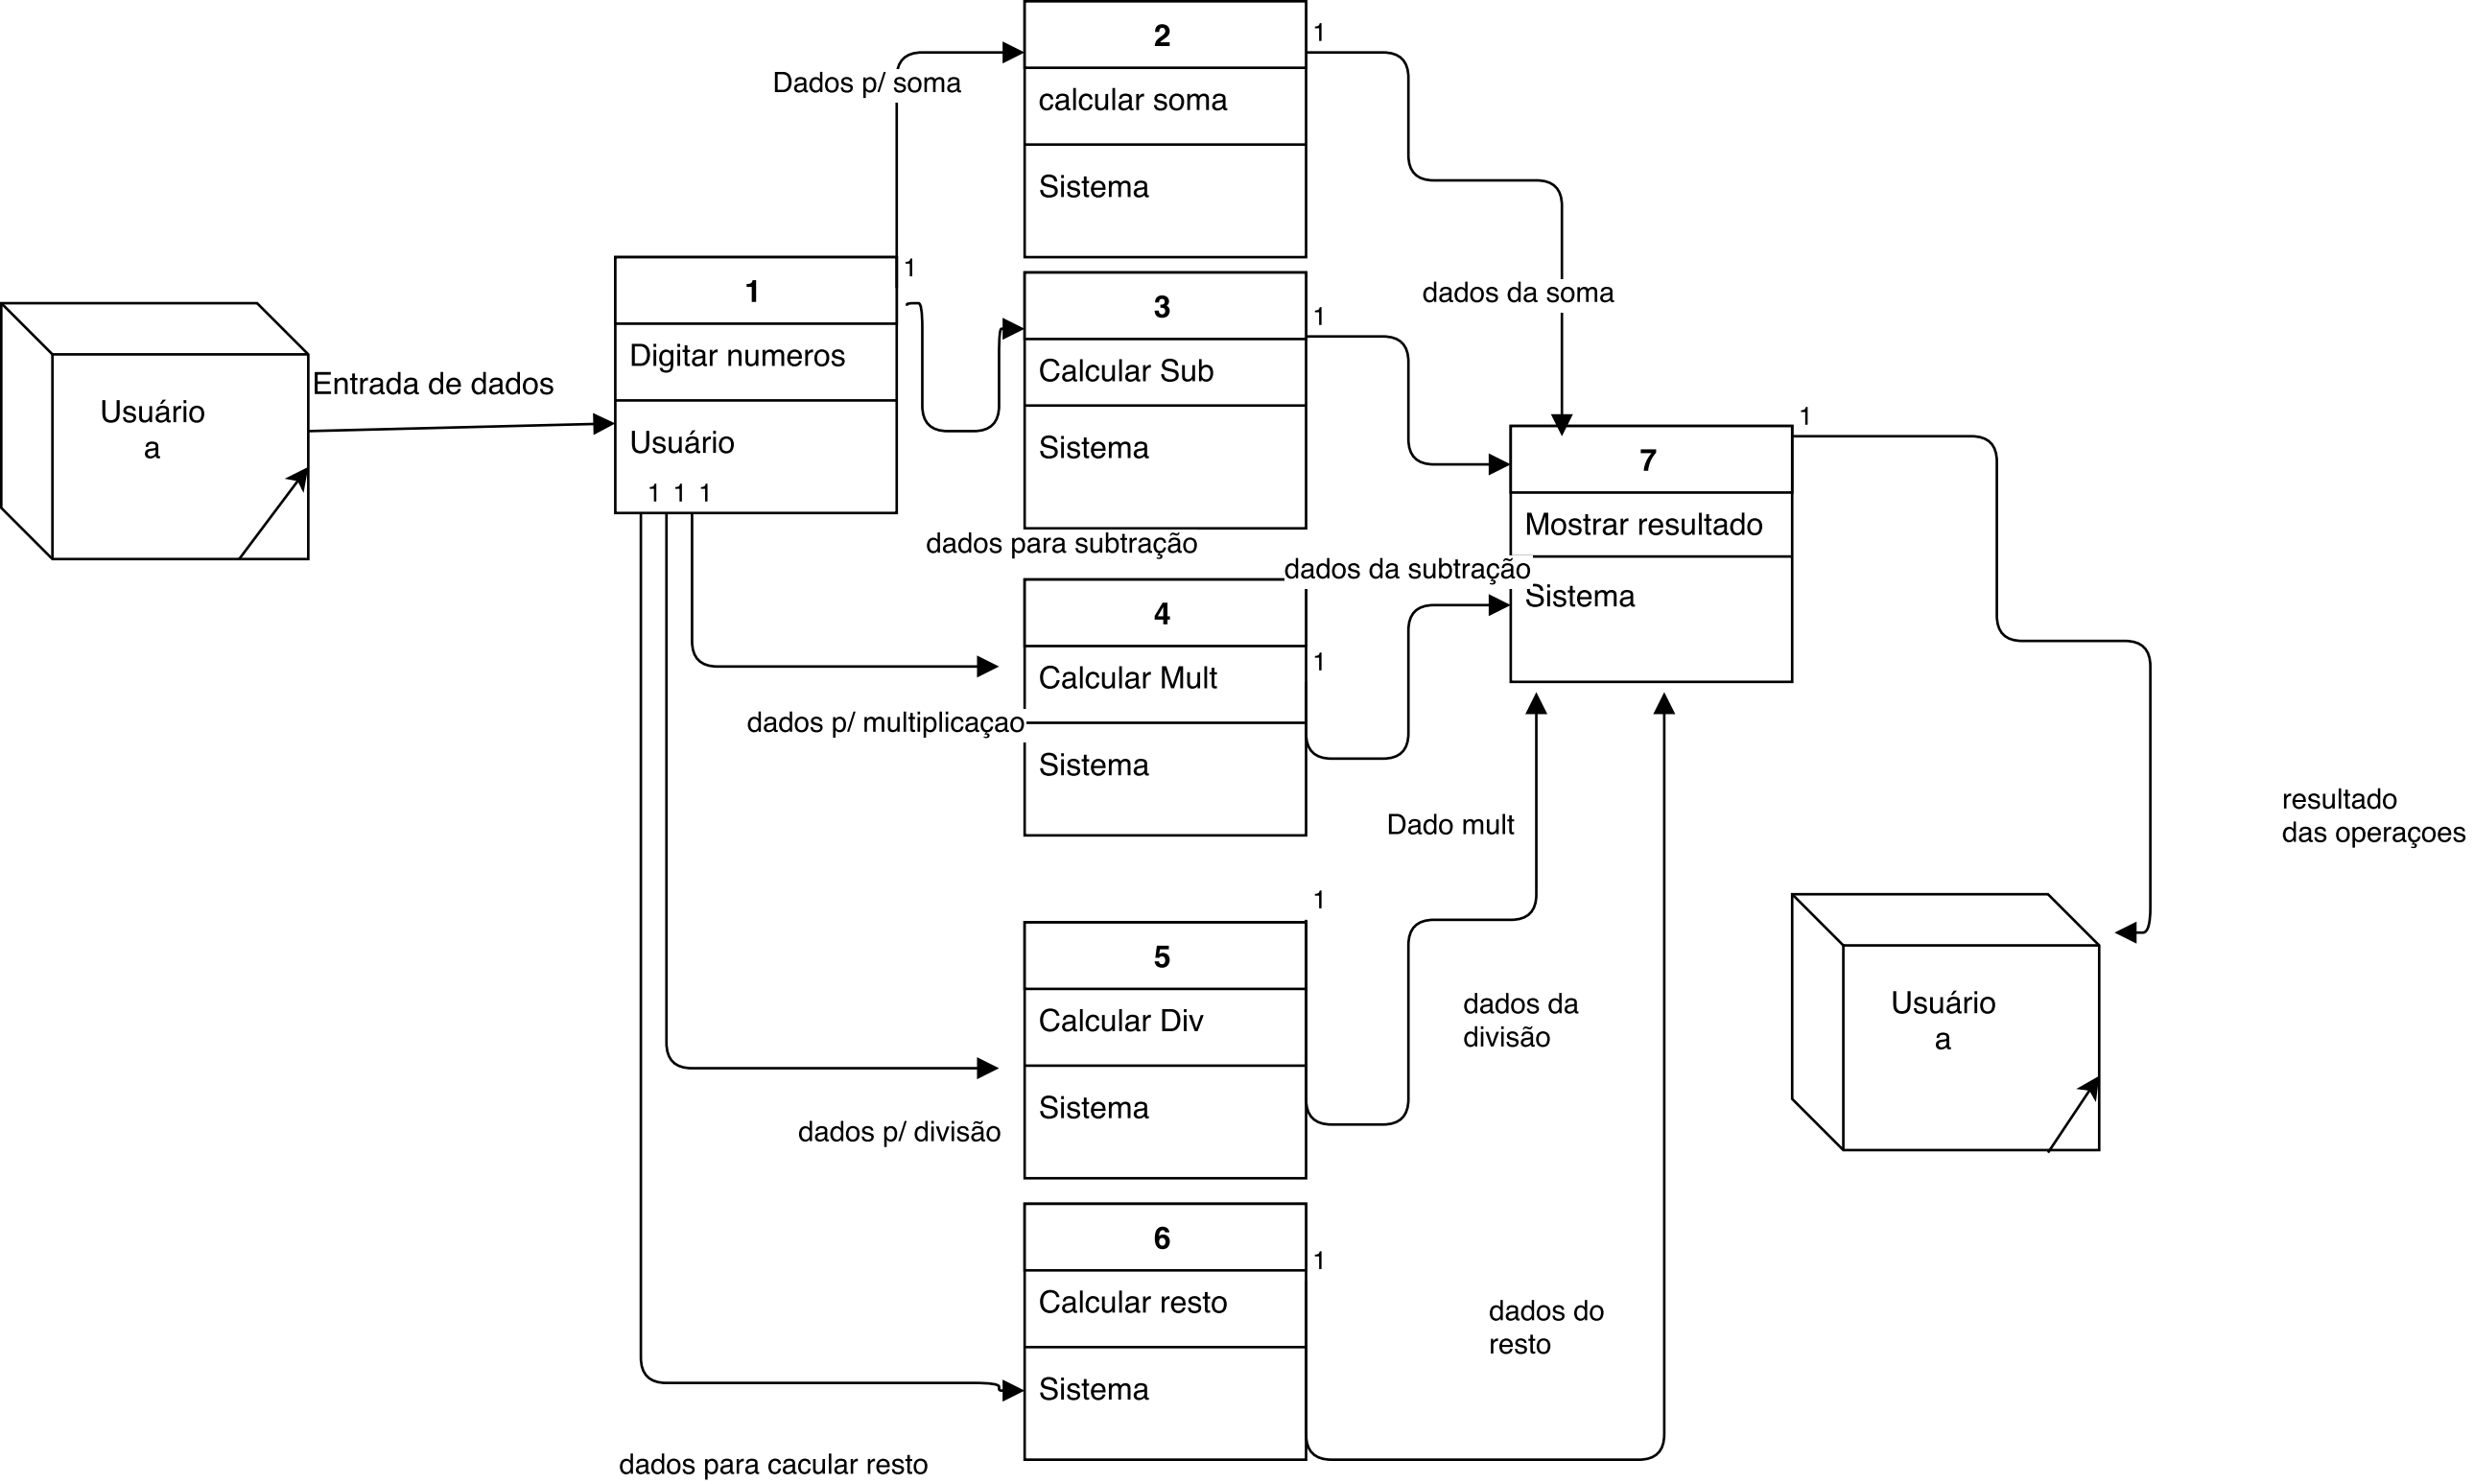 Usuário
a
Entrada de dados
1
Digitar numeros
Usuário
1
1
1
1
Dados p/ soma
2
calcular soma
Sistema
1
dados da soma
3
Calcular Sub
Sistema
1
dados para subtração
dados da subtração
4
Calcular Mult
Sistema
1
dados p/ multiplicaçao
Dado mult
5
Calcular Div
Sistema
1
dados p/ divisão
dados da
divisão
6
Calcular resto
Sistema
1
dados para cacular resto
dados do
resto
7
Mostrar resultado
Sistema
1
resultado
das operaçoes
Usuário
a